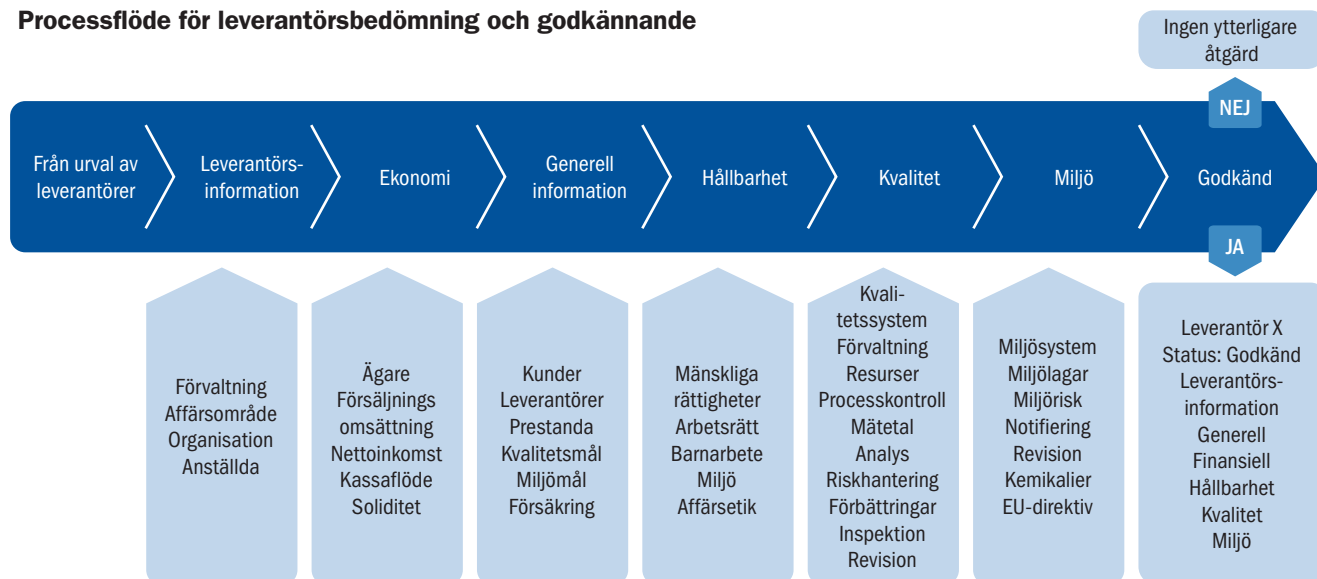 Processflöde för leverantörsbedömning och godkännande
Ingen ytterligare
åtgärd
NEJ
Från urval av
leverantörer
Leverantörs-
information
Ekonomi
Generell
information
Hållbarhet
Kvalitet
Miljö
Godkänd
JA
Förvaltning
Affärsområde
Organisation
Anställda
Ägare
Försäljnings
omsättning
Nettoinkomst
Kassaflöde
Soliditet
Kunder
Leverantörer
Prestanda
Kvalitetsmål
Miljömål
Försäkring
Mänskliga
rättigheter
Arbetsrätt
Barnarbete
Miljö
Affärsetik
Kvali-
tetssystem
Förvaltning
Resurser
Processkontroll
Mätetal
Analys
Riskhantering
Förbättringar
Inspektion
Revision
Miljösystem
Miljölagar
Miljörisk
Notifiering
Revision
Kemikalier
EU-direktiv
Leverantör X
Status: Godkänd
Leverantörs-
information
Generell
Finansiell
Hållbarhet
Kvalitet
Miljö